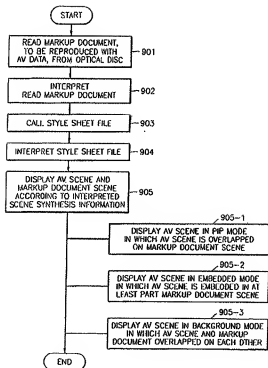 START
READ MARKUP DOCUMENT,
TO BE REPRODUCED WITH
AV DATA, FROM OPTICAL DISC
901
INTERPRET
READ MARKUP DOCUMENT
902
CALL STYLE SHEET FILE
903
INTERPRET STYLE SHEET FILE
904
DISPLAY AV SCENE AND
MARKUP DOCUMENT SCENE
ACCORDING TO INTERPRETED
SCENE SYNTHESIS INFORMATION
905
905-1
DISPLAY AV SCENE IN PIP MODE
IN WHICH AV SCENE IS OVERLAPPED
ON MARKUP DOCUMENT SCENE
905-2
DISPLAY AV SCENE IN EMBEDDED MODE
IN WHICH AV SCENE IS EMBLODED IN AT
LEAST PART MARKUP DOCUMENT SCENE
905-3
DISPLAY AV SCENE IN BACKGROUND MODE
IN WHICH AV SCENE AND MARKUP
DOCUMENT OVERLAPPED ON EACH OTHER
END